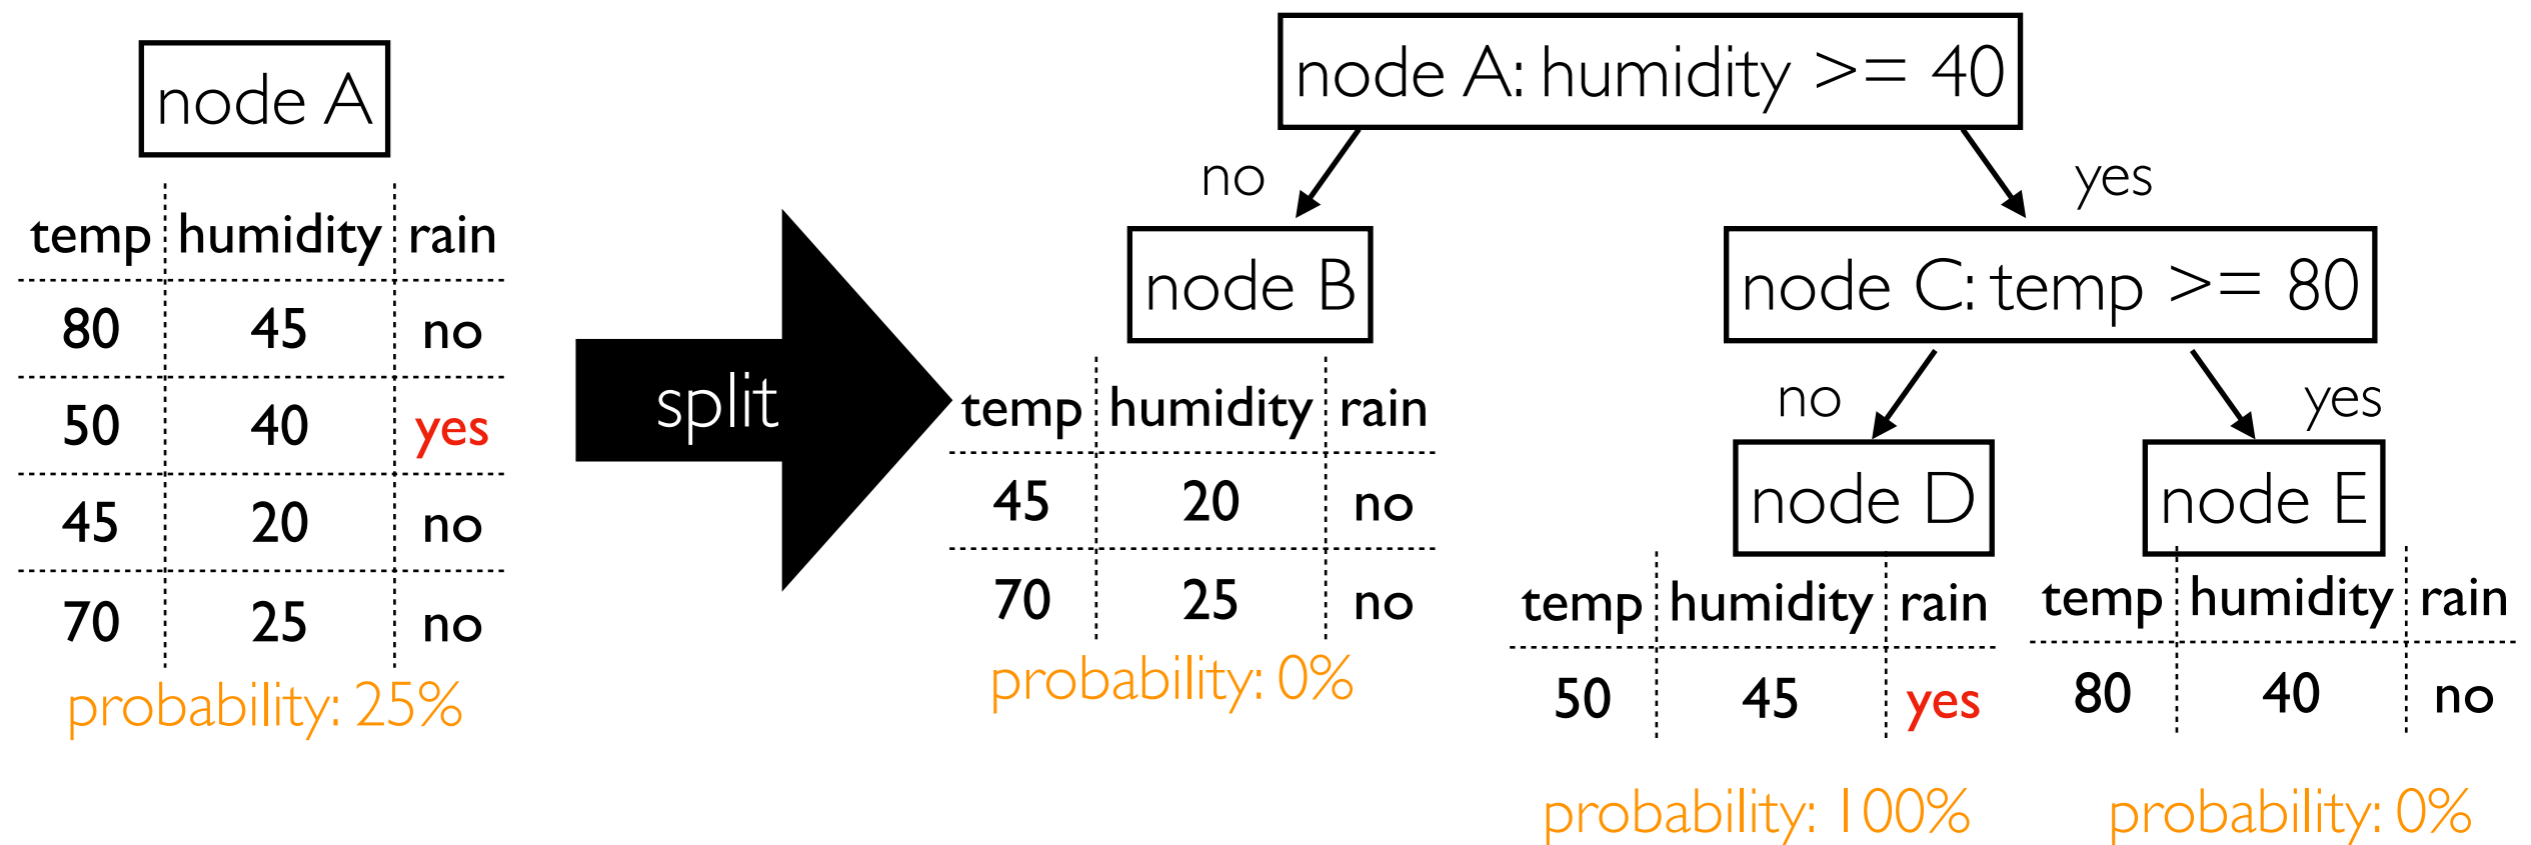 node A
temp humidity rain
80 45 no
50 40 yes
45 20 no
70 25 no
probability: 25%
split
node A: humidity >= 40
no
yes
node B
temp humidity rain
45 20 no
70 25 no
probability: 0%
node C: temp >= 80
no
yes
node D
temp humidity rain
50 45 yes
probability: 100%
node E
temp humidity rain
80 40 no
probability: 0%